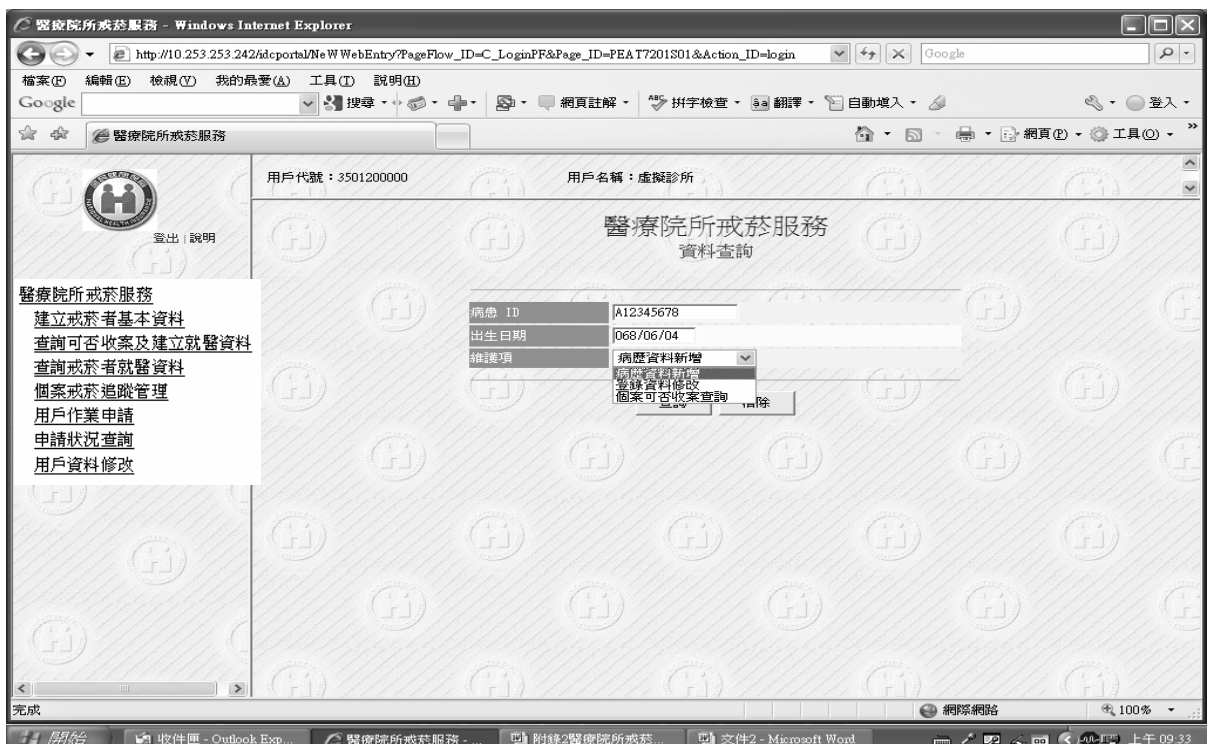 醫療院所戒菸服務 - Windows Internet Explorer
http://10.253.253.242/idcportal/NeWWebEntry?PageFlow_ID=C_LoginPF&Page_ID=PEAT7201S01&Action_ID=login
Google
檔案(F) 編輯(E) 檢視(V) 我的最愛(A) 工具(T) 說明(H)
Google 搜尋 網頁註解 拼字檢查 翻譯 自動填入 登入
醫療院所戒菸服務 網頁(P) 工具(O)
用戶代號:3501200000 用戶名稱:虛擬診所
登出 | 說明
醫療院所戒菸服務
建立戒菸者基本資料
查詢可否收案及建立就醫資料
查詢戒菸者就醫資料
個案戒菸追蹤管理
用戶作業申請
申請狀況查詢
用戶資料修改
醫療院所戒菸服務
資料查詢
病患 ID A12345678
出生日期 068/06/04
維護項 病歷資料新增
病歷資料新增
登錄資料修改
個案可否收案查詢
完成 網際網路 100%
開始 收件匣 - Outlook Exp... 醫療院所戒菸服務 - ... 附錄2醫療院所戒菸... 文件2 - Microsoft Word 上午 09:33